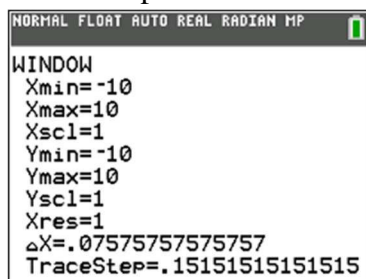 NORMAL FLOAT AUTO REAL RADIAN MP
WINDOW
Xmin=-10
Xmax=10
Xscl=1
Ymin=-10
Ymax=10
Yscl=1
Xres=1
△X=.07575757575757
TraceStep=.15151515151515